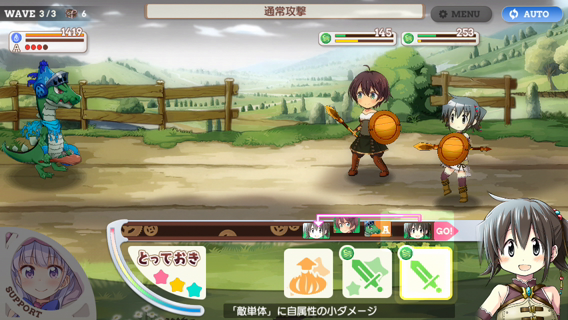 WAVE 3/3 6
通常攻撃
MENU
AUTO
1419
A
145
253
A
GO!
とっておき
SUPPORT
「敵単体」に自属性の小ダメージ